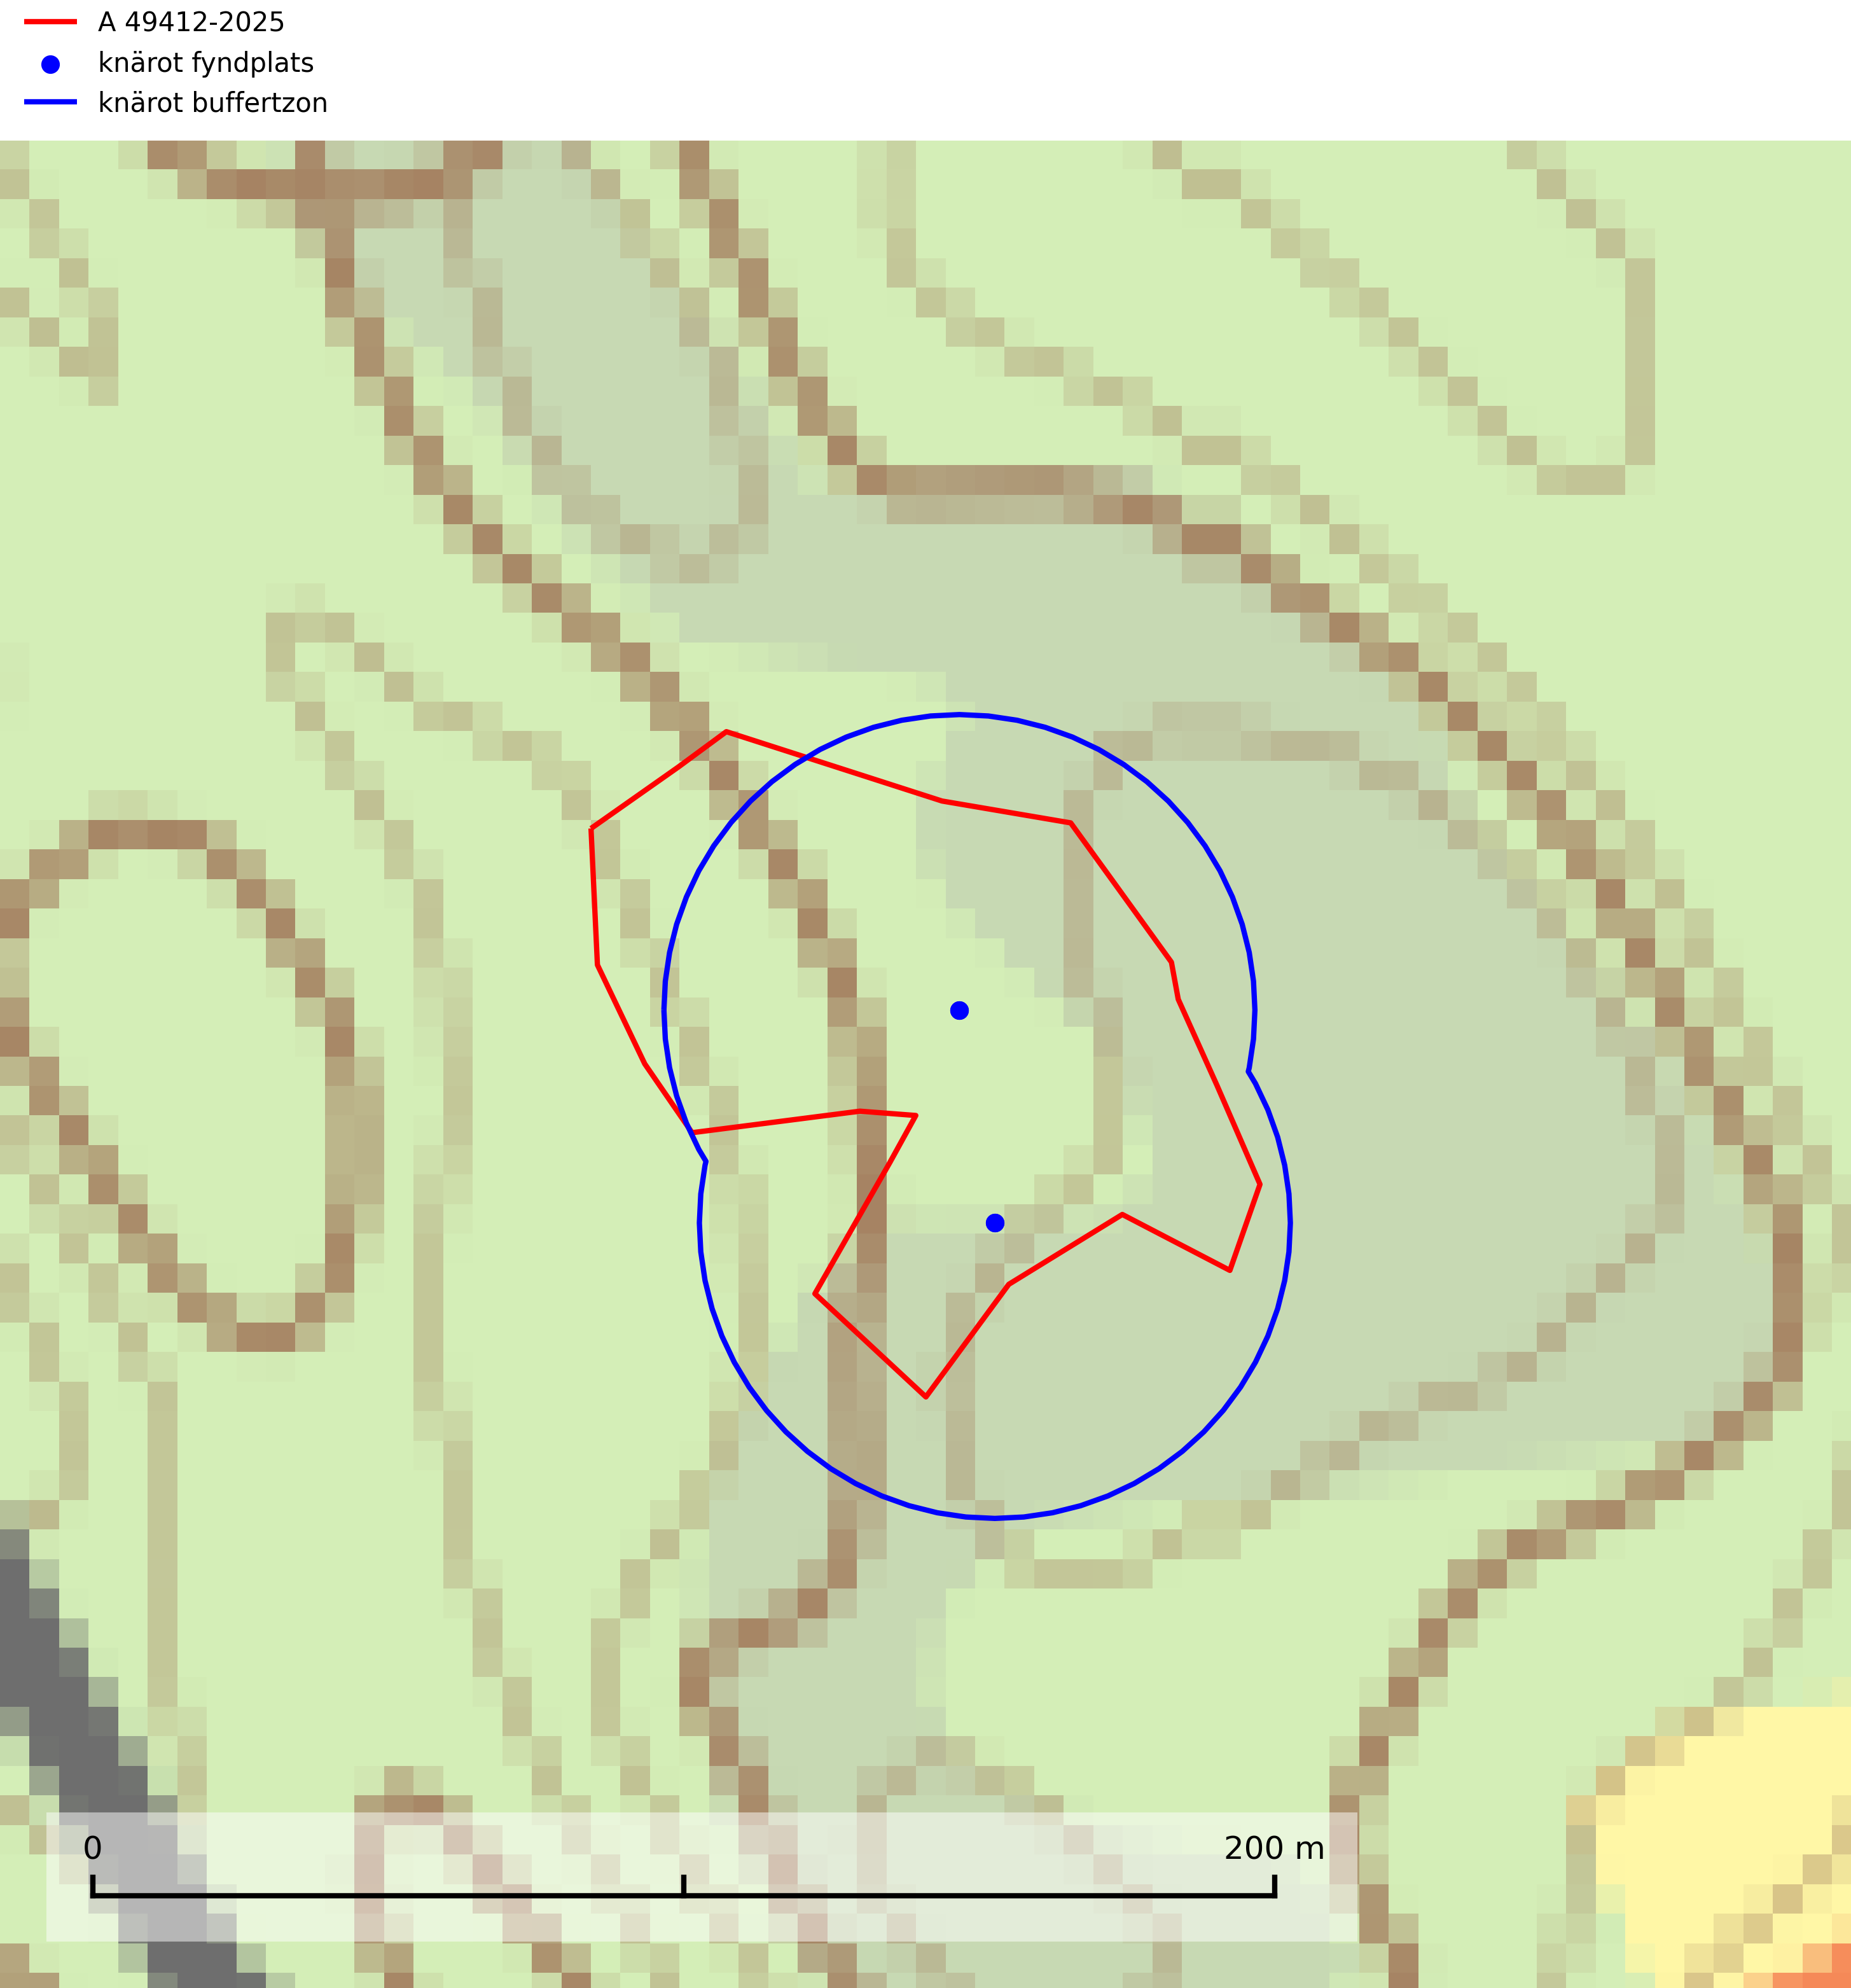 A 49412-2025
knärot fyndplats
knärot buffertzon
0 200 m